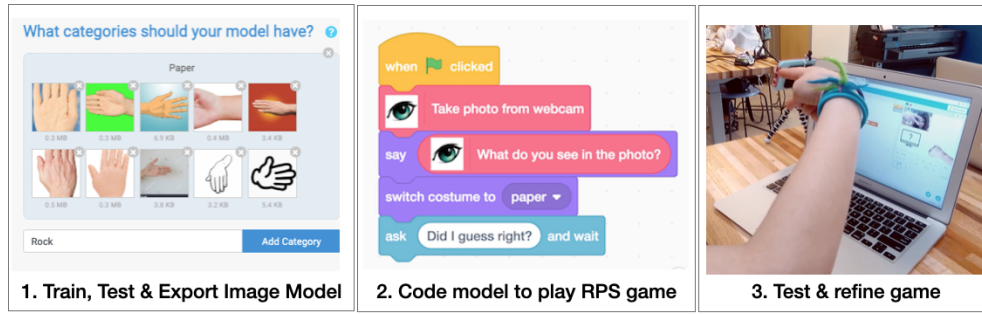 What categories should your model have? ?
Paper
0.3 MB 0.3 MB 6.9 KB 0.4 MB 3.4 KB
0.5 MB 0.3 MB 3.8 KB 3.2 KB 5.4 KB
Rock Add Category
1. Train, Test & Export Image Model
when clicked
Take photo from webcam
say What do you see in the photo?
switch costume to paper
ask Did I guess right? and wait
2. Code model to play RPS game
3. Test & refine game